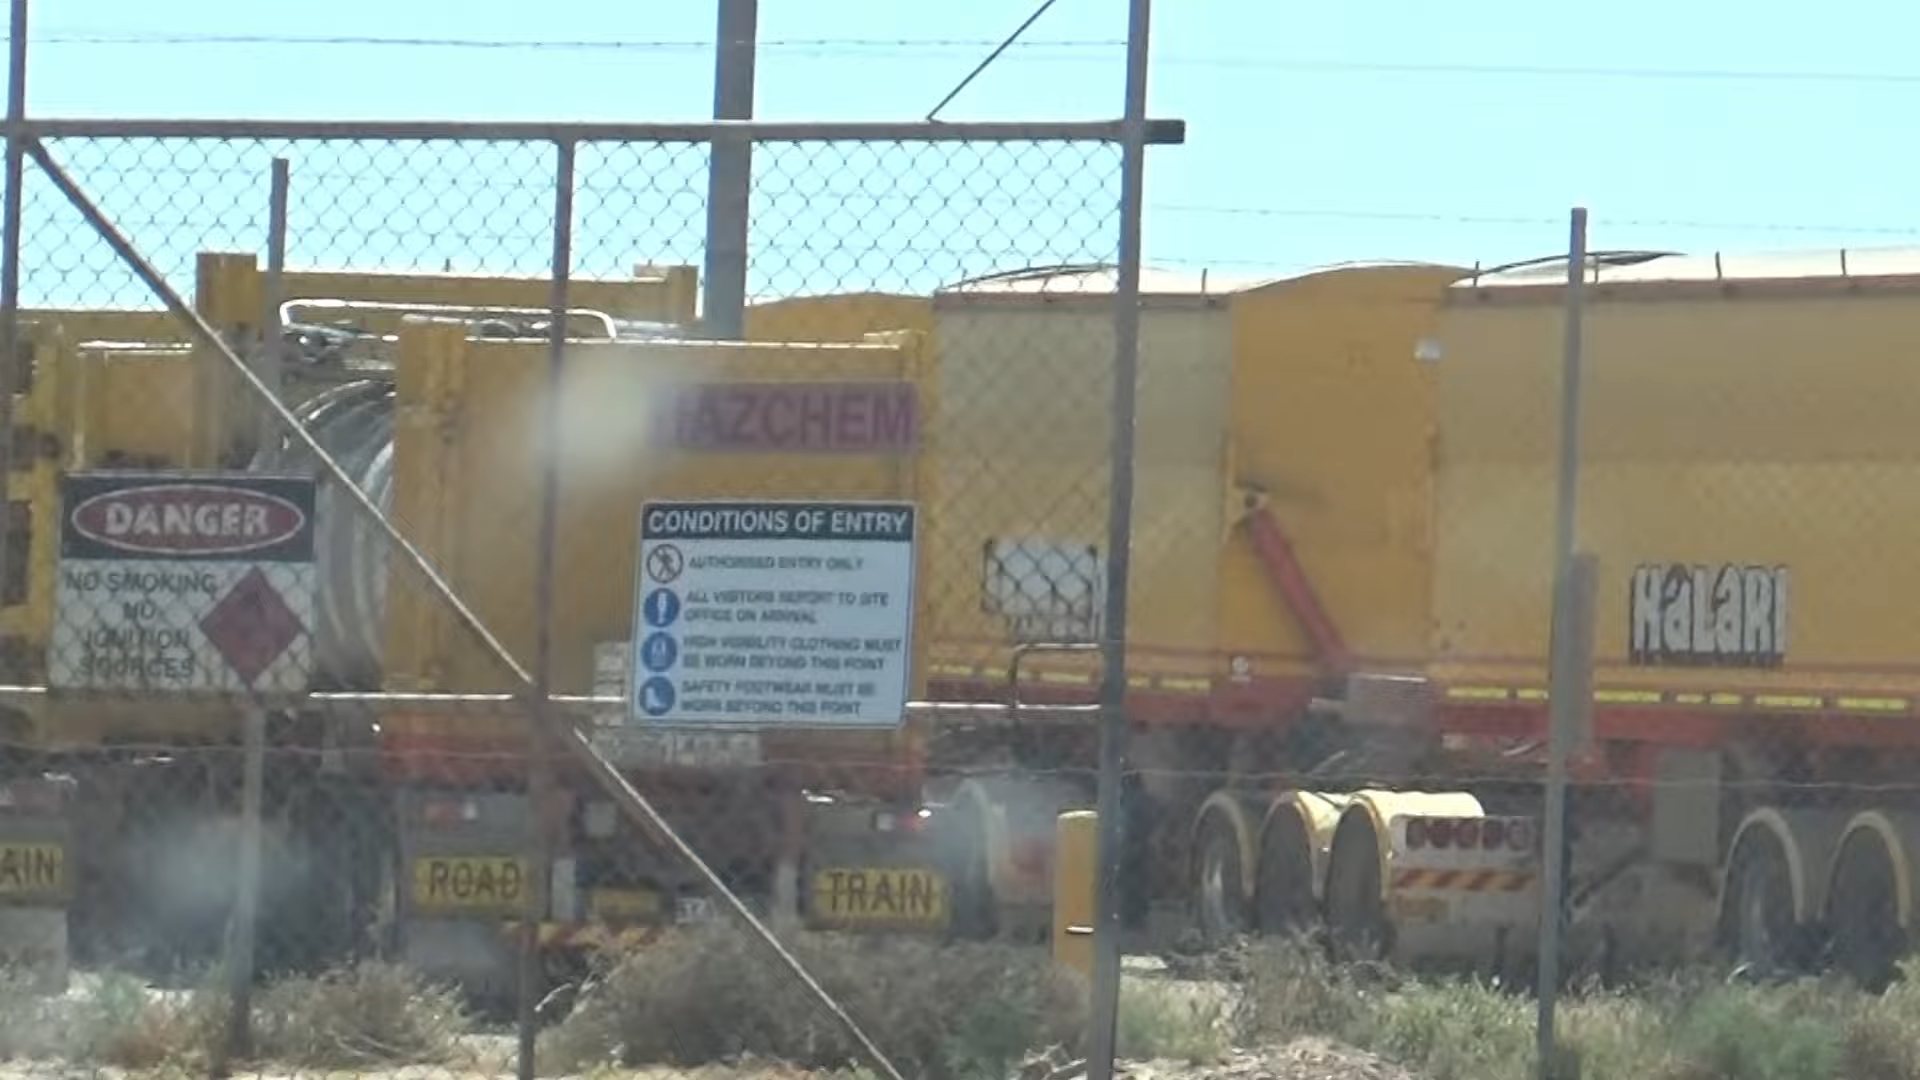 AZCHEM
DANGER
NO SMOKING
NO
IGNITION
SOURCES
CONDITIONS OF ENTRY
AUTHORISED ENTRY ONLY
ALL VISITORS REPORT TO SITE
OFFICE ON ARRIVAL
HIGH VISIBILITY CLOTHING MUST
BE WORN BEYOND THIS POINT
SAFETY FOOTWEAR MUST BE
WORN BEYOND THIS POINT
HALARI
AIN
ROAD
TRAIN